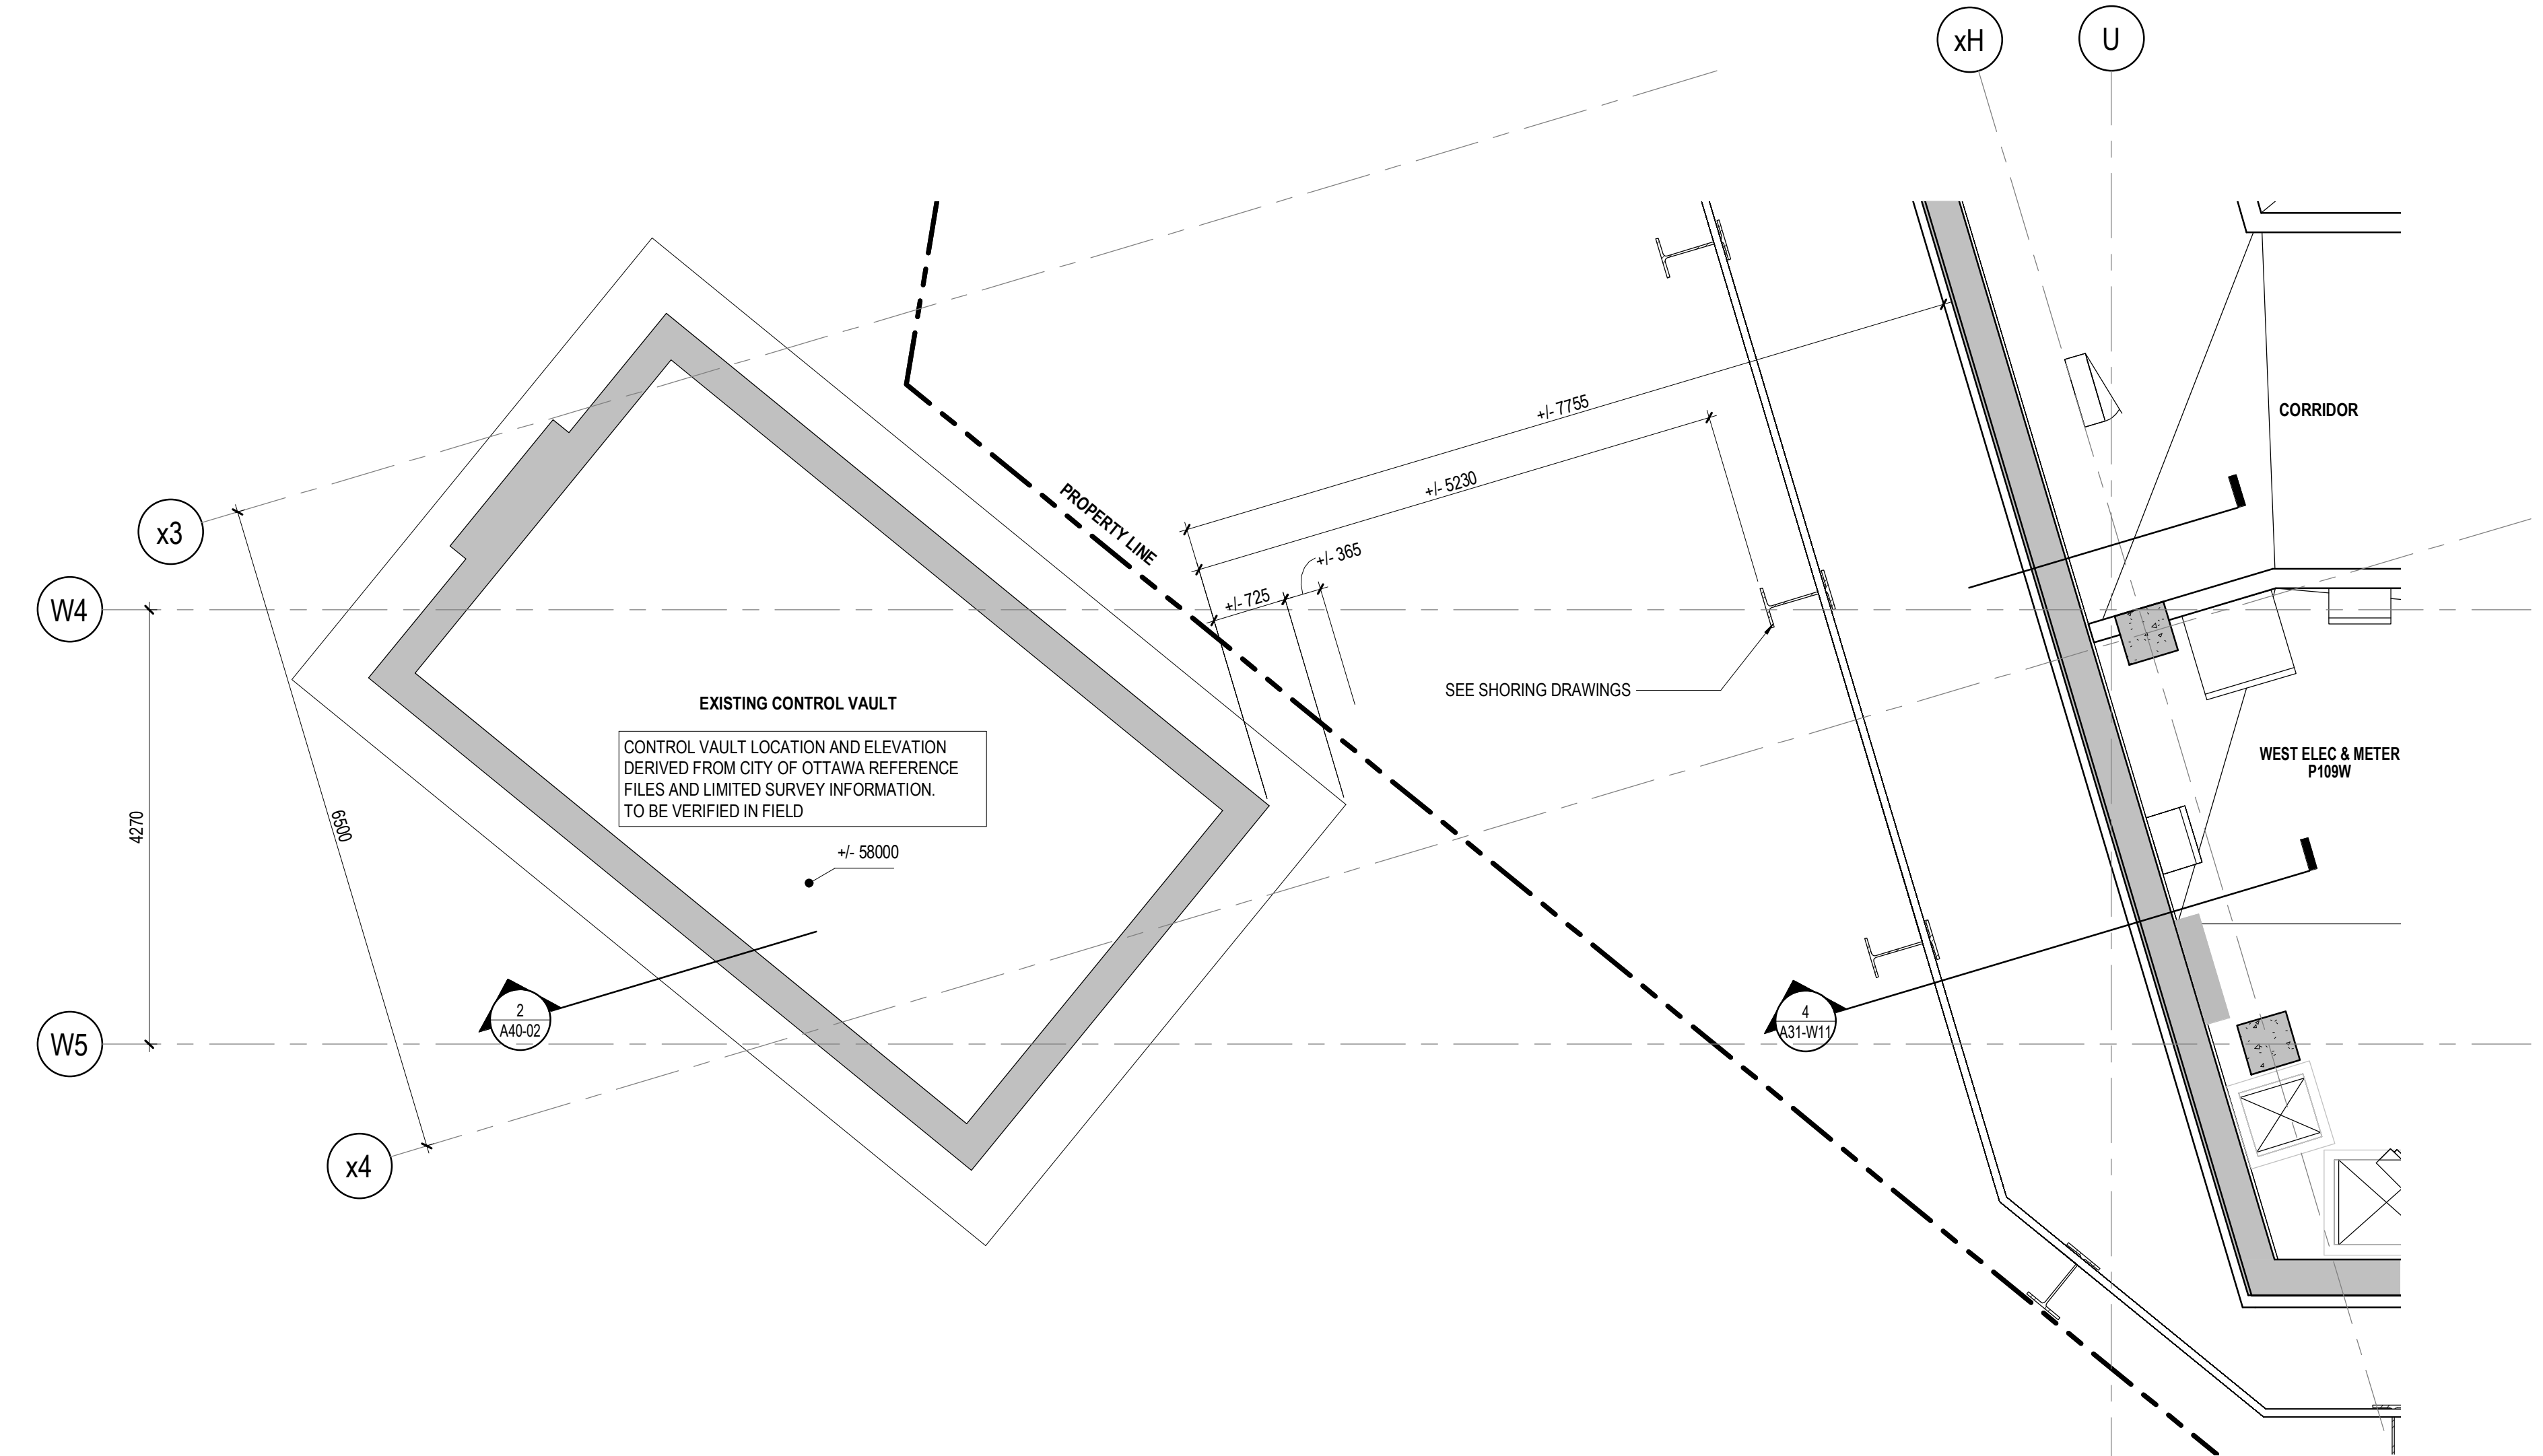 xH
U
CORRIDOR
+/- 7755
+/- 5230
PROPERTY LINE
x3
+/- 365
+/- 725
W4
SEE SHORING DRAWINGS
EXISTING CONTROL VAULT
CONTROL VAULT LOCATION AND ELEVATION
DERIVED FROM CITY OF OTTAWA REFERENCE
FILES AND LIMITED SURVEY INFORMATION.
TO BE VERIFIED IN FIELD
WEST ELEC & METER
P109W
4270
6500
+/- 58000
2
A40-02
4
A31-W11
W5
x4